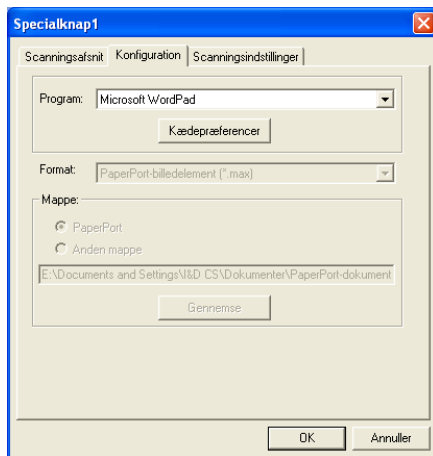 Specialknap1
Scanningsafsnit Konfiguration Scanningsindstillinger
Program: Microsoft WordPad
Kædepræferencer
Format: PaperPort-billedelement (*.max)
Mappe:
PaperPort
Anden mappe
E:\Documents and Settings\I&D CS\Dokumenter\PaperPort-dokument
Gennemse
OK Annuller